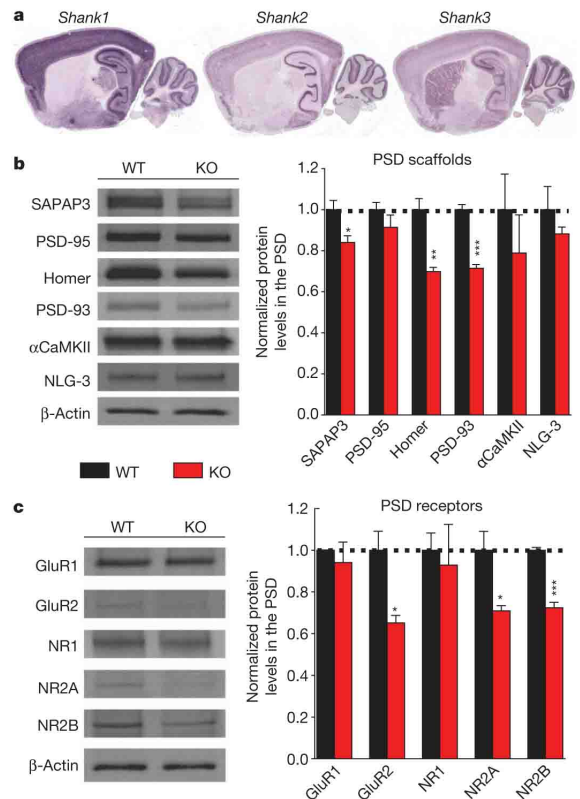 a
Shank1
Shank2
Shank3
b
WT
KO
SAPAP3
PSD-95
Homer
PSD-93
αCaMKII
NLG-3
β-Actin
PSD scaffolds
Normalized protein
levels in the PSD
1.2
1.0
0.8
0.6
0.4
0.2
0.0
*
**
***
SAPAP3
PSD-95
Homer
PSD-93
αCaMKII
NLG-3
WT
KO
c
WT
KO
GluR1
GluR2
NR1
NR2A
NR2B
β-Actin
PSD receptors
Normalized protein
levels in the PSD
1.2
1.0
0.8
0.6
0.4
0.2
0.0
*
*
***
GluR1
GluR2
NR1
NR2A
NR2B